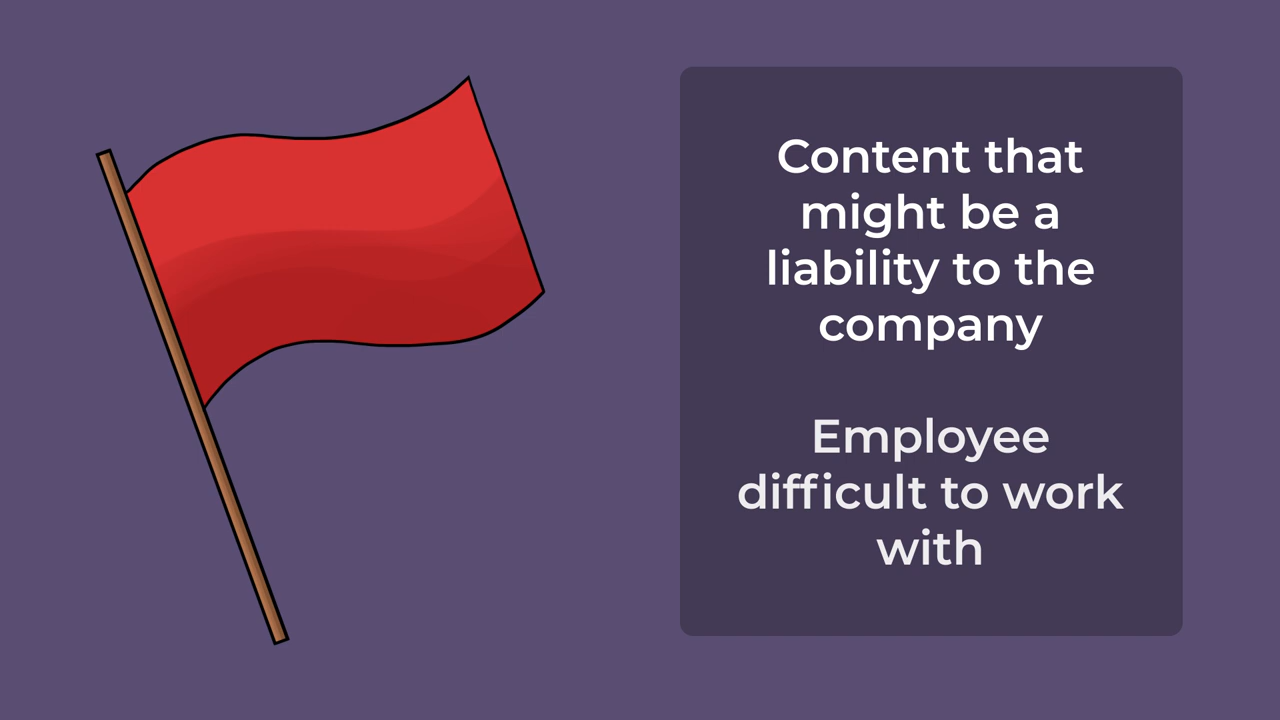 Content that
might be a
liability to the
company
Employee
difficult to work
with